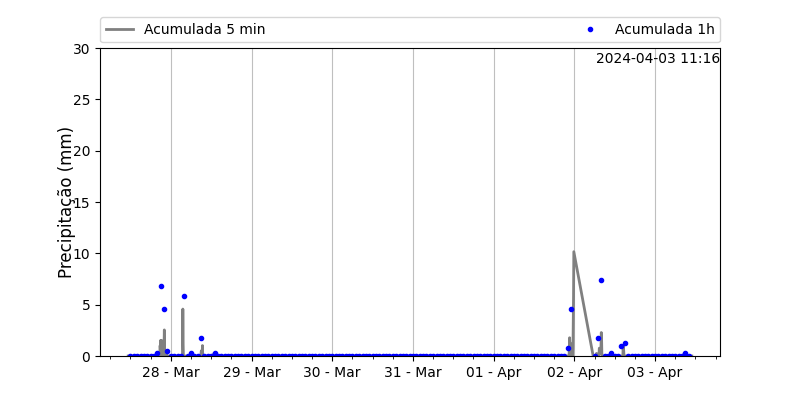 Acumulada 5 min
Acumulada 1h
2024-04-03 11:16
Precipitação (mm)
30
25
20
15
10
5
0
28 - Mar
29 - Mar
30 - Mar
31 - Mar
01 - Apr
02 - Apr
03 - Apr